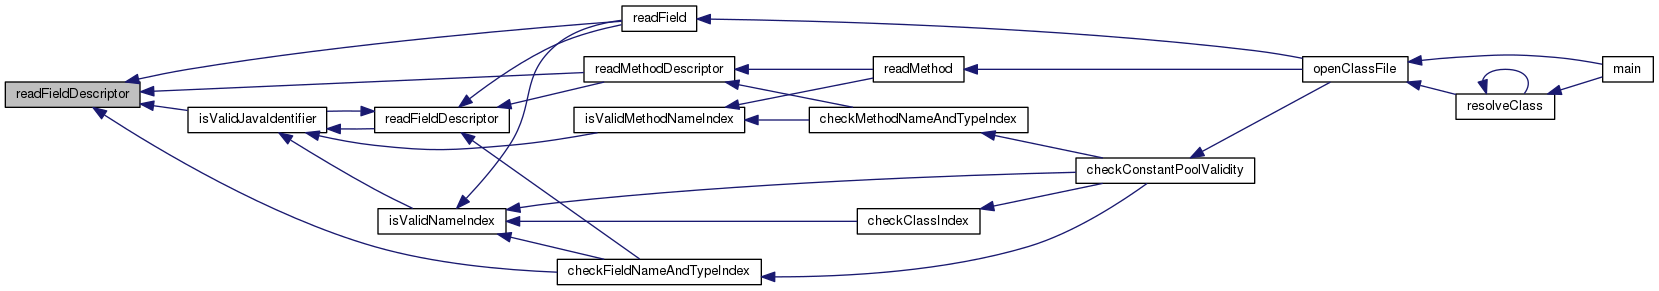 readField
readMethodDescriptor
readMethod
openClassFile
main
readFieldDescriptor
isValidJavaIdentifier
readFieldDescriptor
isValidMethodNameIndex
checkMethodNameAndTypeIndex
resolveClass
checkConstantPoolValidity
isValidNameIndex
checkClassIndex
checkFieldNameAndTypeIndex